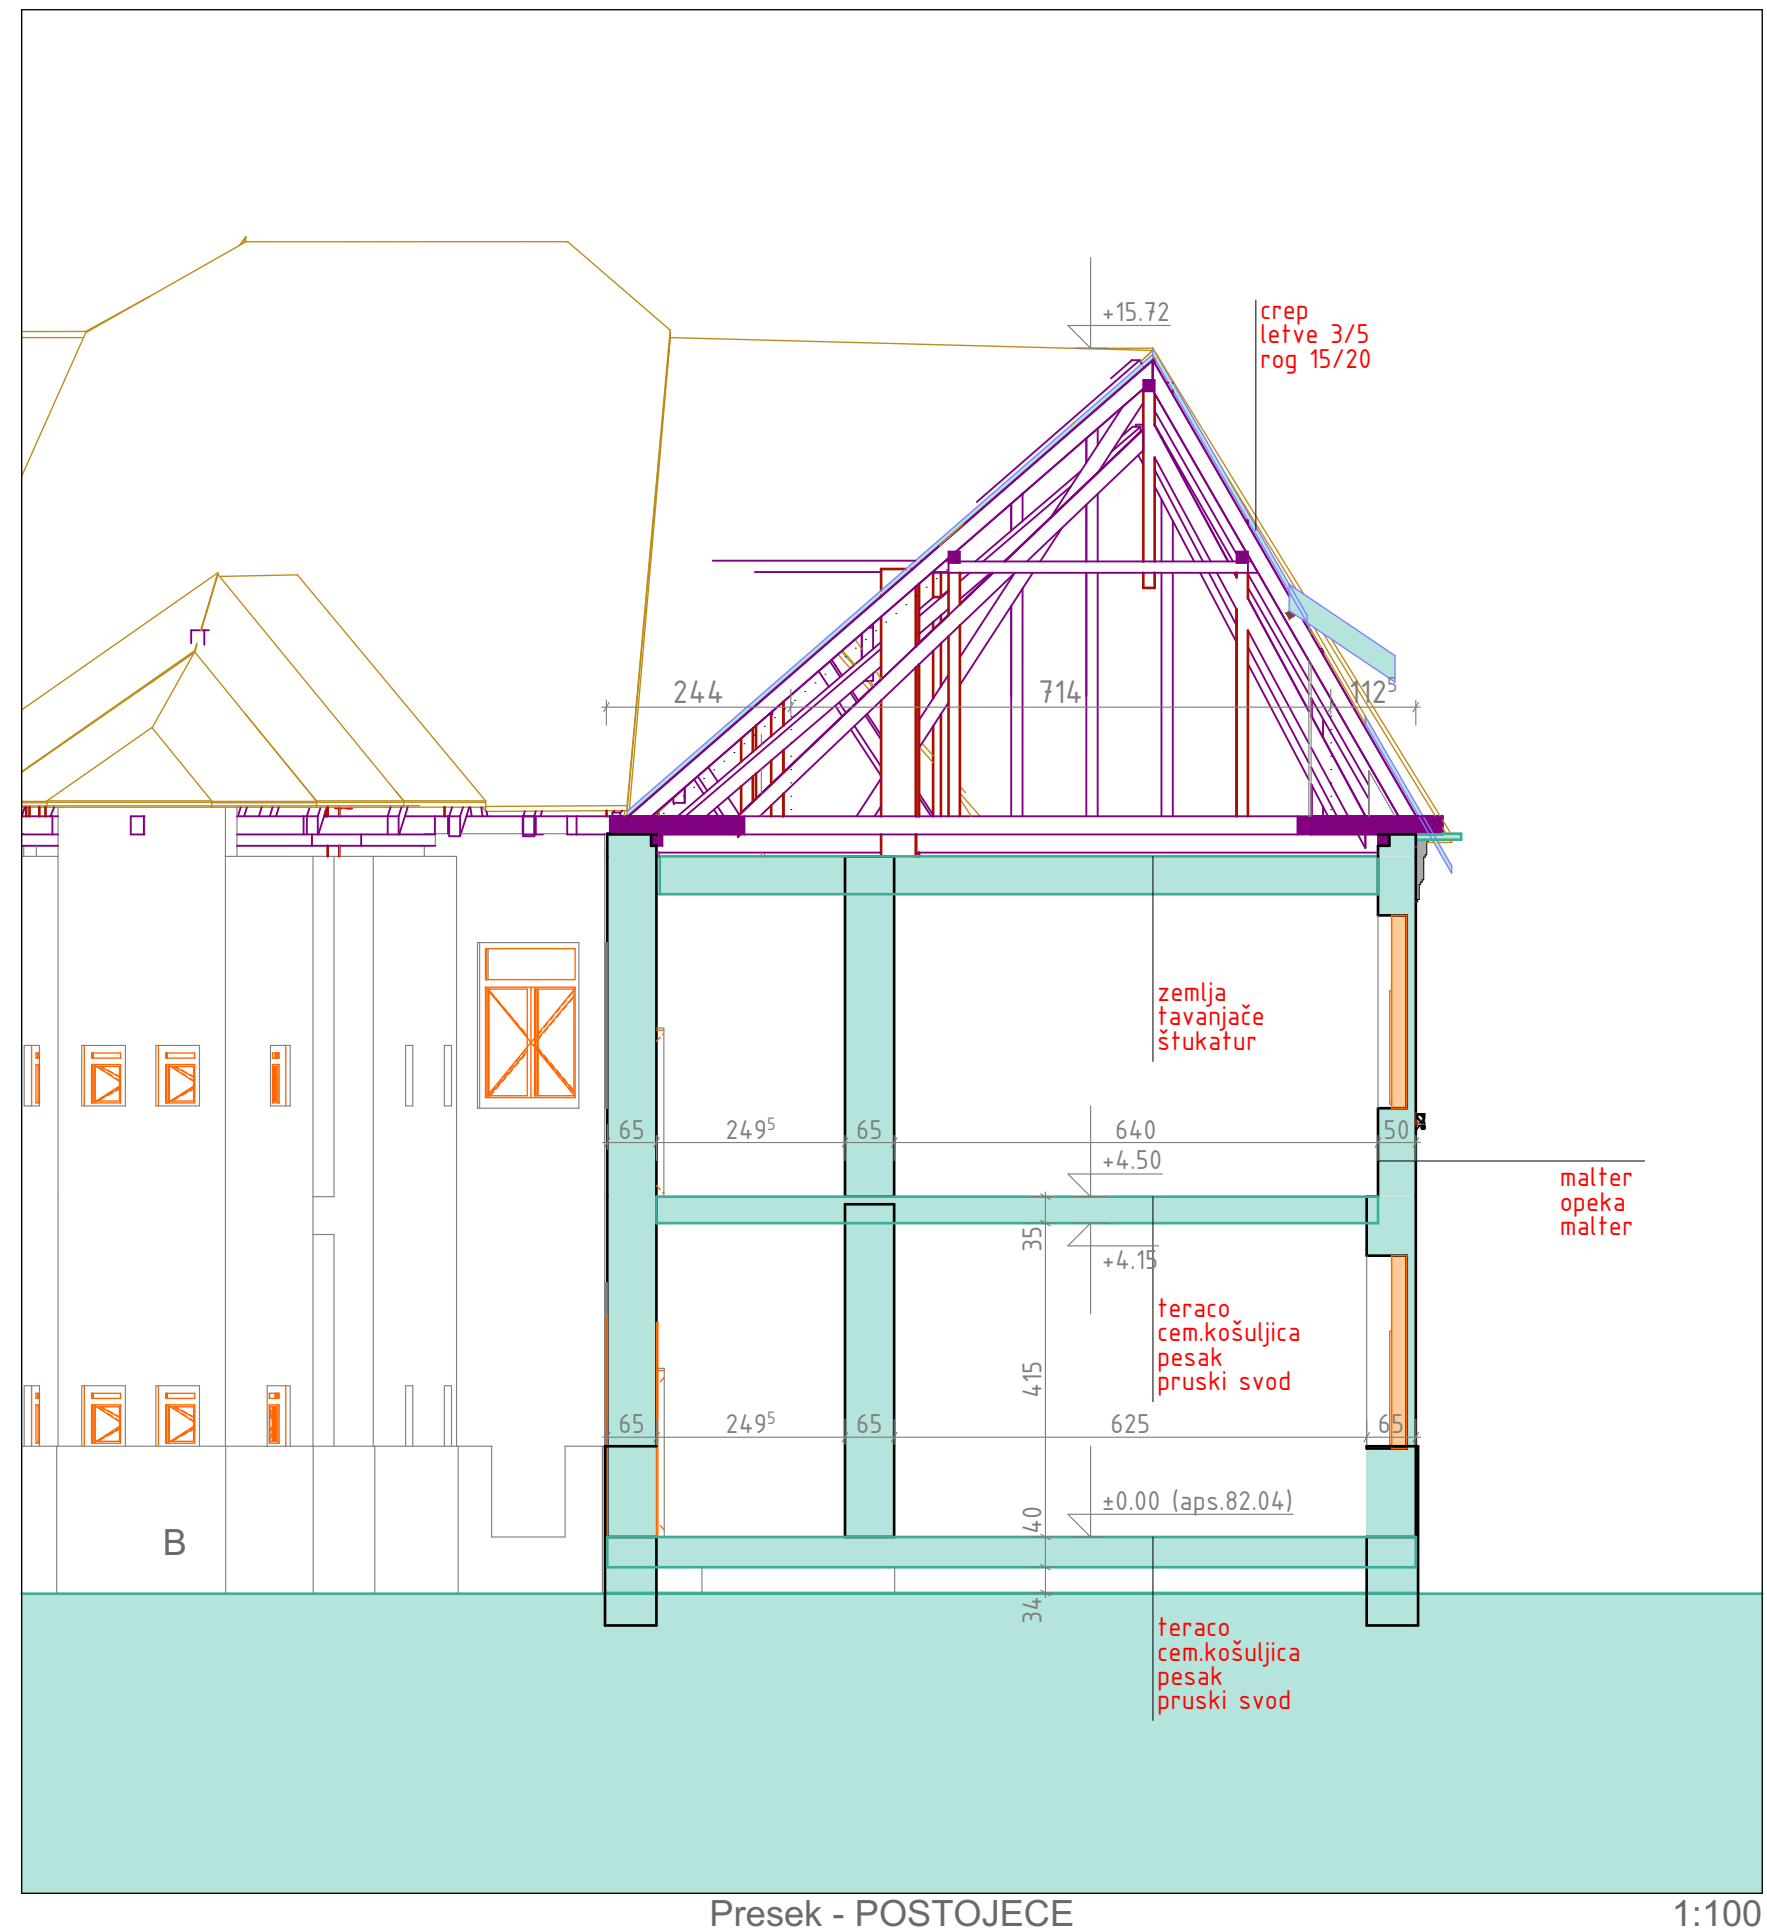 +15.72
crep
letve 3/5
rog 15/20
244 714 112⁵
zemlja
tavanjače
štukatur
65 249⁵ 65 640 50
+4.50
malter
opeka
malter
35
+4.15
teraco
cem.košuljica
pesak
pruski svod
415
65 249⁵ 65 625 65
±0.00 (aps.82.04)
40
B
34
teraco
cem.košuljica
pesak
pruski svod
Presek - POSTOJECE
1:100